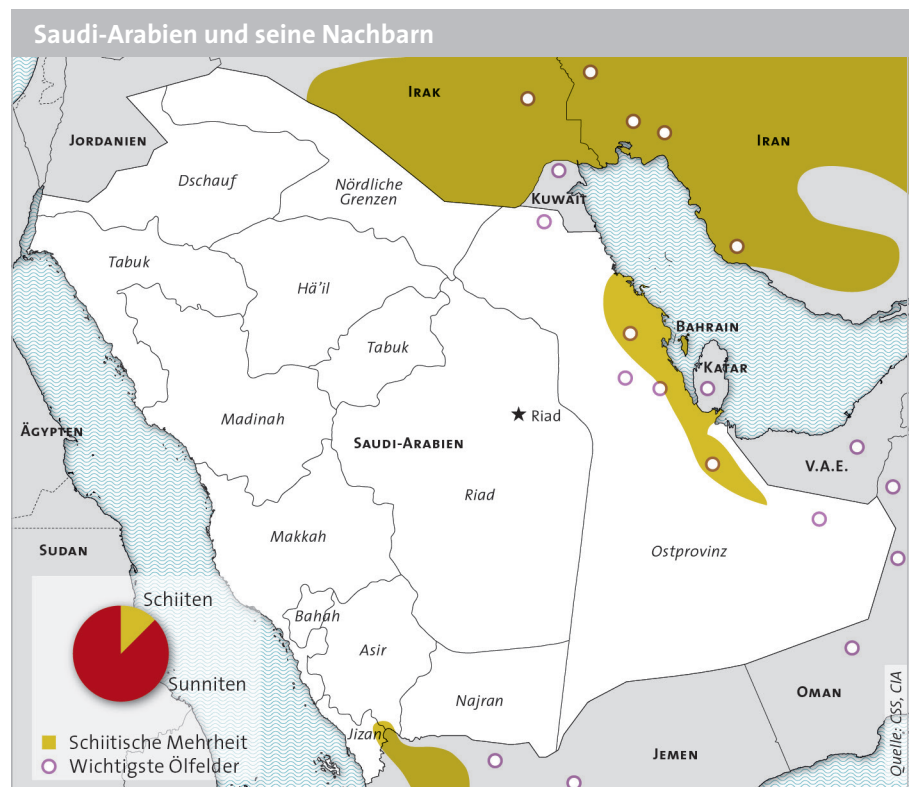 Saudi-Arabien und seine Nachbarn
IRAK
IRAN
JORDANIEN
Dschauf
Nördliche
Grenzen
KUWÄIT
Tabuk
Hä'il
BAHRAIN
Tabuk
KATAR
Madinah
Riad
ÄGYPTEN
SAUDI-ARABIEN
V.A.E.
Riad
Makkah
SUDAN
Ostprovinz
Schiiten
Bahah
Asir
Sunniten
Najran
OMAN
Jizan
Schiitische Mehrheit
JEMEN
Wichtigste Ölfelder
Quelle: CSS, CIA